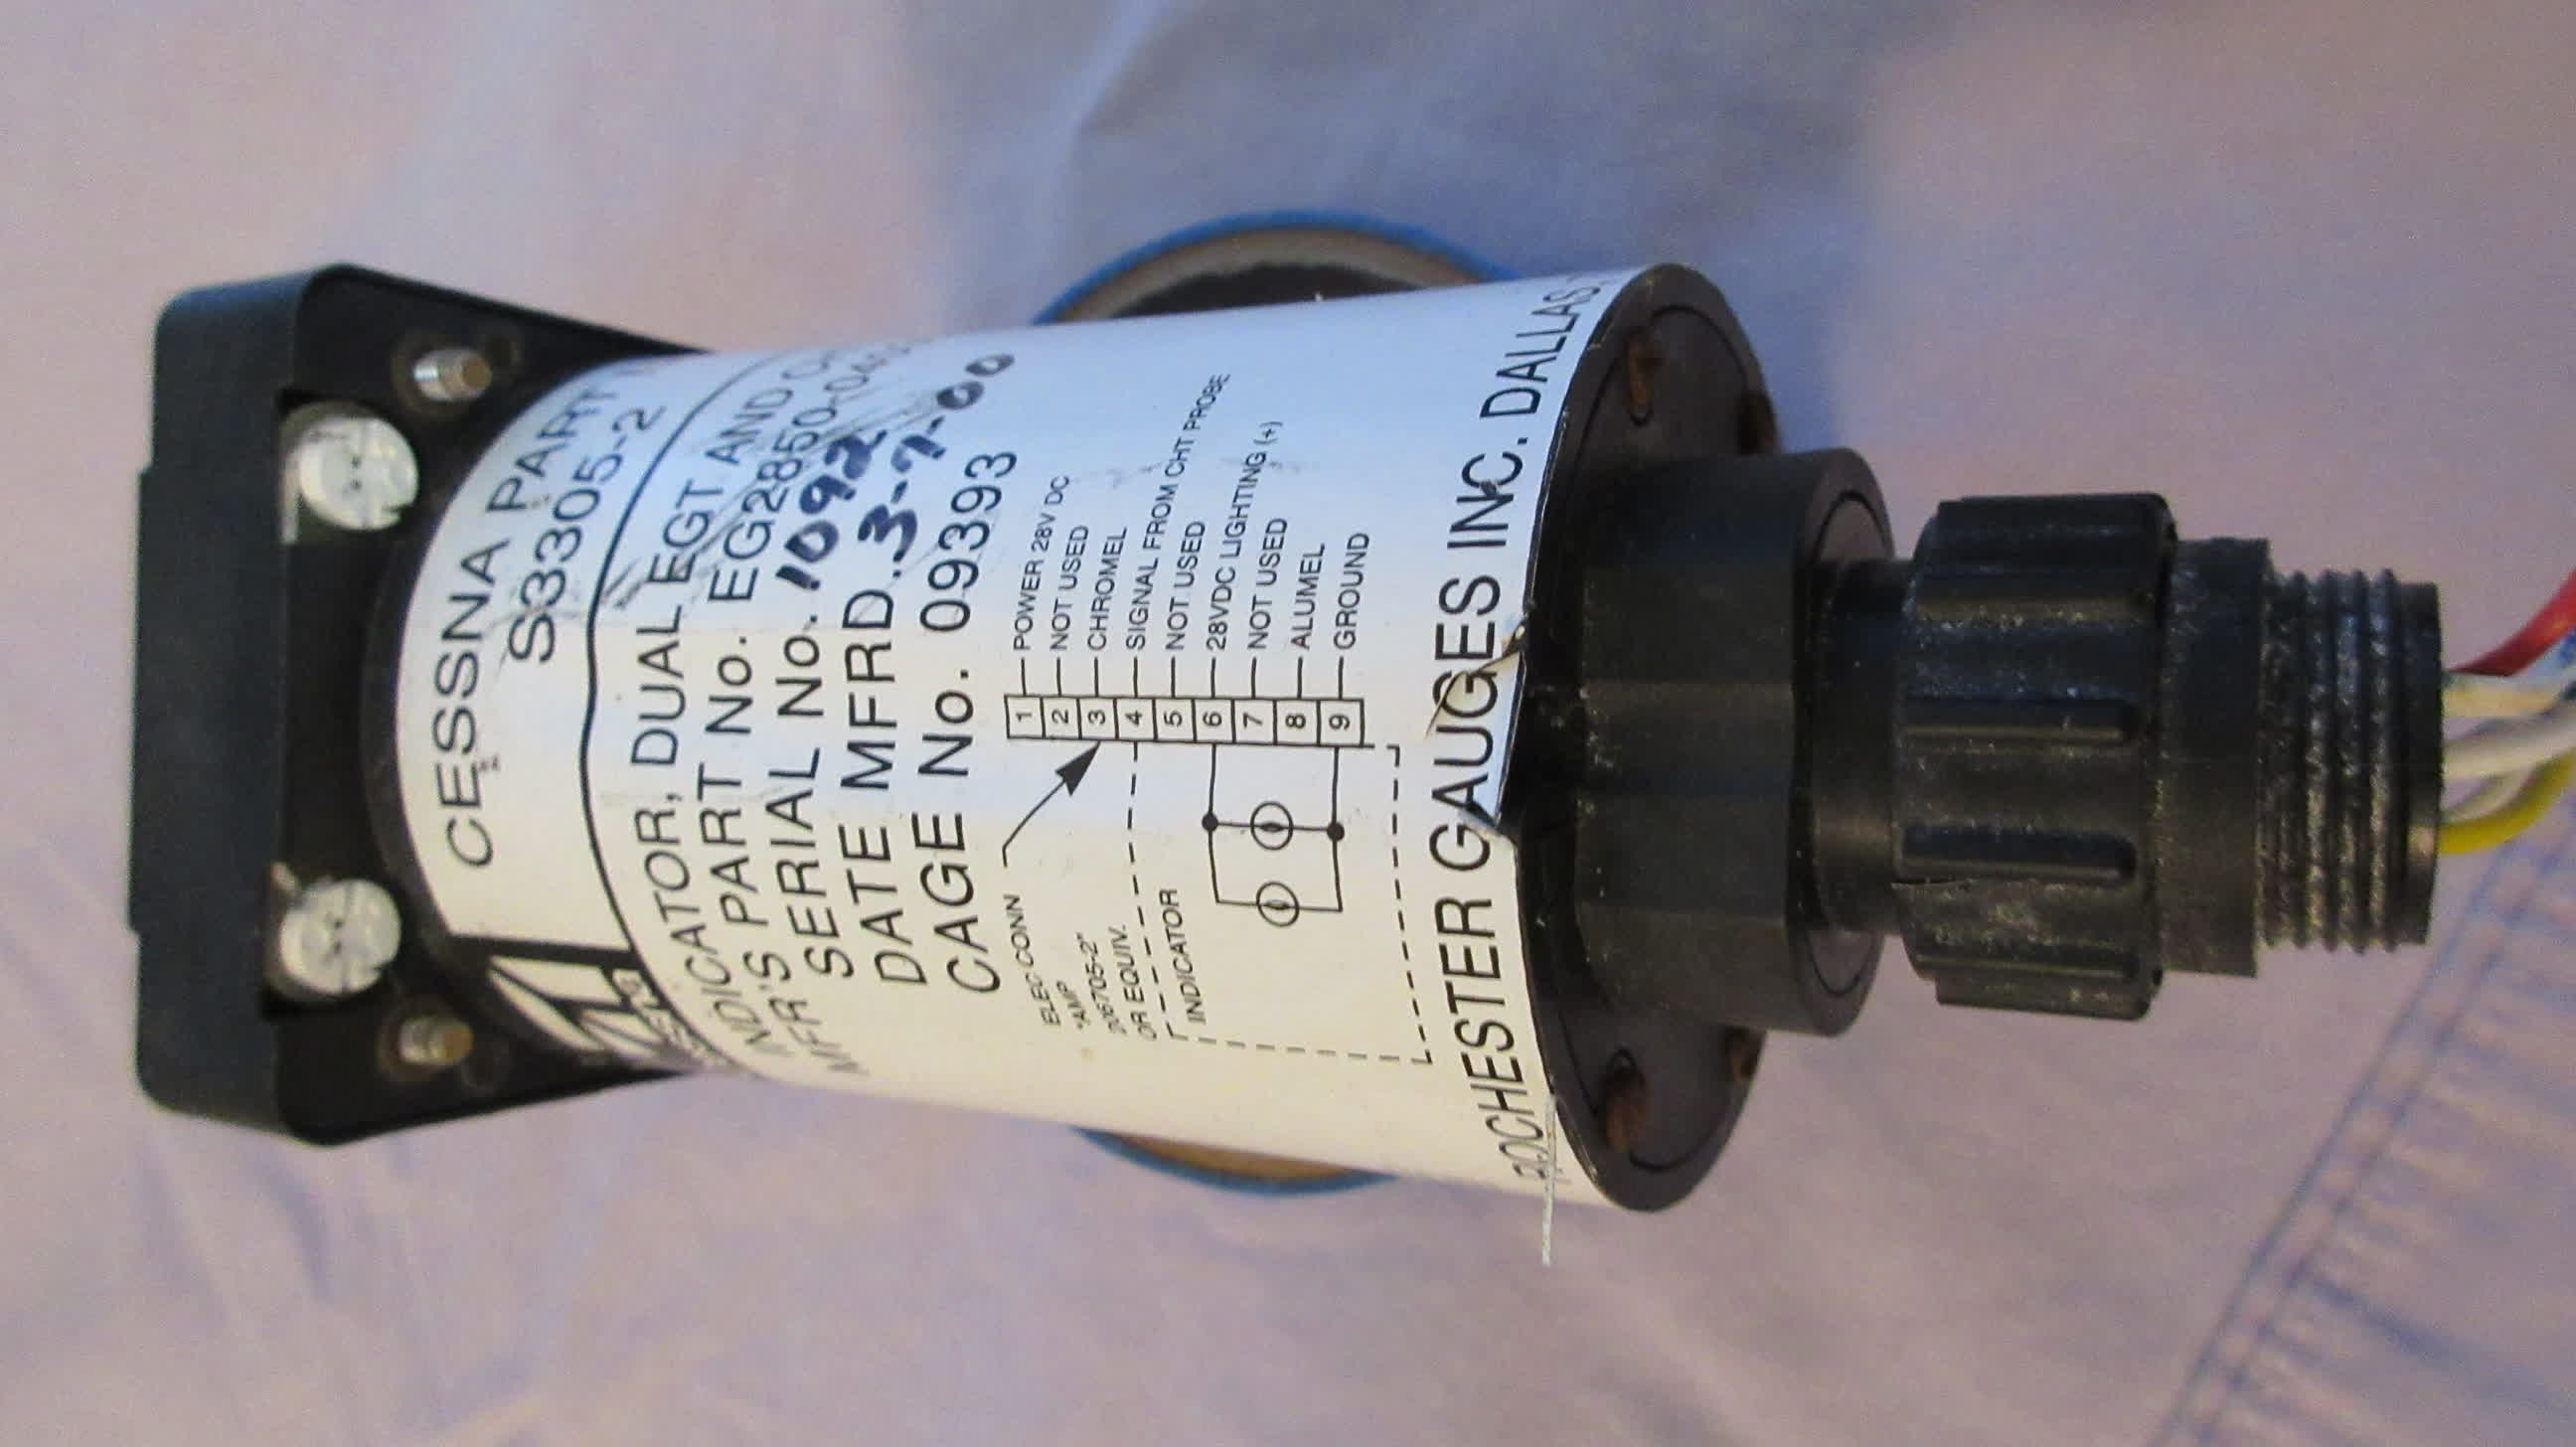 CESSNA PART
S3305-2
Cessna
INDICATOR, DUAL EGT AND
MFR'S PART No. EG2850-04
SERIAL No. 1092
DATE MFRD. 3-7-00
CAGE No. 09393
ELEC CONN
"AMP
206705-2"
OR EQUIV.
INDICATOR
1 POWER 28V DC
2 NOT USED
3 CHROMEL
4 SIGNAL FROM CHT PROBE
5 NOT USED
6 28VDC LIGHTING (+)
7 NOT USED
8 ALUMEL
9 GROUND
ROCHESTER GAUGES INC. DALLAS,